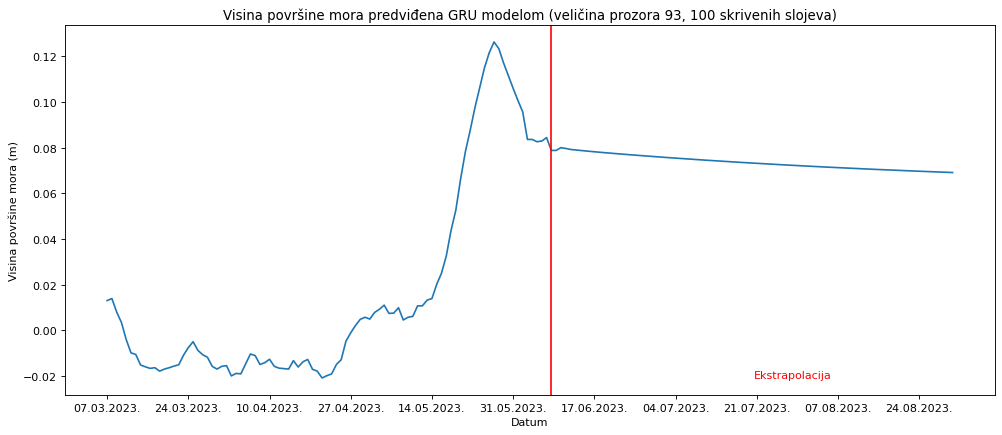 Visina površine mora predviđena GRU modelom (veličina prozora 93, 100 skrivenih slojeva)
Visina površine mora (m)
0.12
0.10
0.08
0.06
0.04
0.02
0.00
−0.02
Ekstrapolacija
07.03.2023. 24.03.2023. 10.04.2023. 27.04.2023. 14.05.2023. 31.05.2023. 17.06.2023. 04.07.2023. 21.07.2023. 07.08.2023. 24.08.2023.
Datum